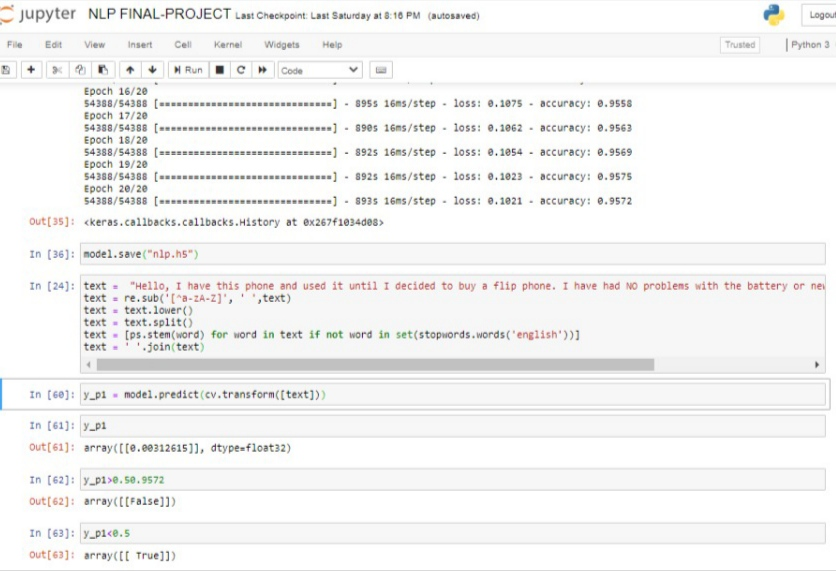 jupyter NLP FINAL-PROJECT Last Checkpoint: Last Saturday at 8:16 PM (autosaved)
Logout
File Edit View Insert Cell Kernel Widgets Help
Trusted
Python 3
Run
Code
Epoch 16/20
54388/54388 [==============================] - 895s 16ms/step - loss: 0.1075 - accuracy: 0.9558
Epoch 17/20
54388/54388 [==============================] - 890s 16ms/step - loss: 0.1062 - accuracy: 0.9563
Epoch 18/20
54388/54388 [==============================] - 892s 16ms/step - loss: 0.1054 - accuracy: 0.9569
Epoch 19/20
54388/54388 [==============================] - 892s 16ms/step - loss: 0.1023 - accuracy: 0.9575
Epoch 20/20
54388/54388 [==============================] - 893s 16ms/step - loss: 0.1021 - accuracy: 0.9572
Out[35]: <keras.callbacks.callbacks.History at 0x267f1034d08>
In [36]: model.save("nlp.h5")
In [24]: text = "Hello, I have this phone and used it until I decided to buy a flip phone. I have had NO problems with the battery or
text = re.sub('[^a-zA-Z]', ' ',text)
text = text.lower()
text = text.split()
text = [ps.stem(word) for word in text if not word in set(stopwords.words('english'))]
text = ' '.join(text)
In [60]: y_p1 = model.predict(cv.transform([text]))
In [61]: y_p1
Out[61]: array([[0.00312615]], dtype=float32)
In [62]: y_p1>0.50.9572
Out[62]: array([[False]])
In [63]: y_p1<0.5
Out[63]: array([[ True]])